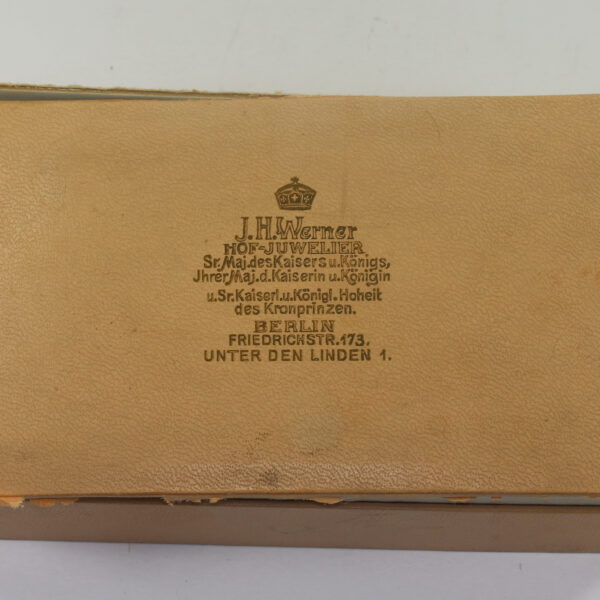 J.H.Werner
HOF-JUWELIER
Sr.Maj.des Kaisers u.Königs,
Jhrer Maj.d.Kaiserin u.Königin
u.Sr.Kaiserl.u.Königl.Hoheit
des Kronprinzen.
BERLIN
FRIEDRICHSTR.173.
UNTER DEN LINDEN 1.